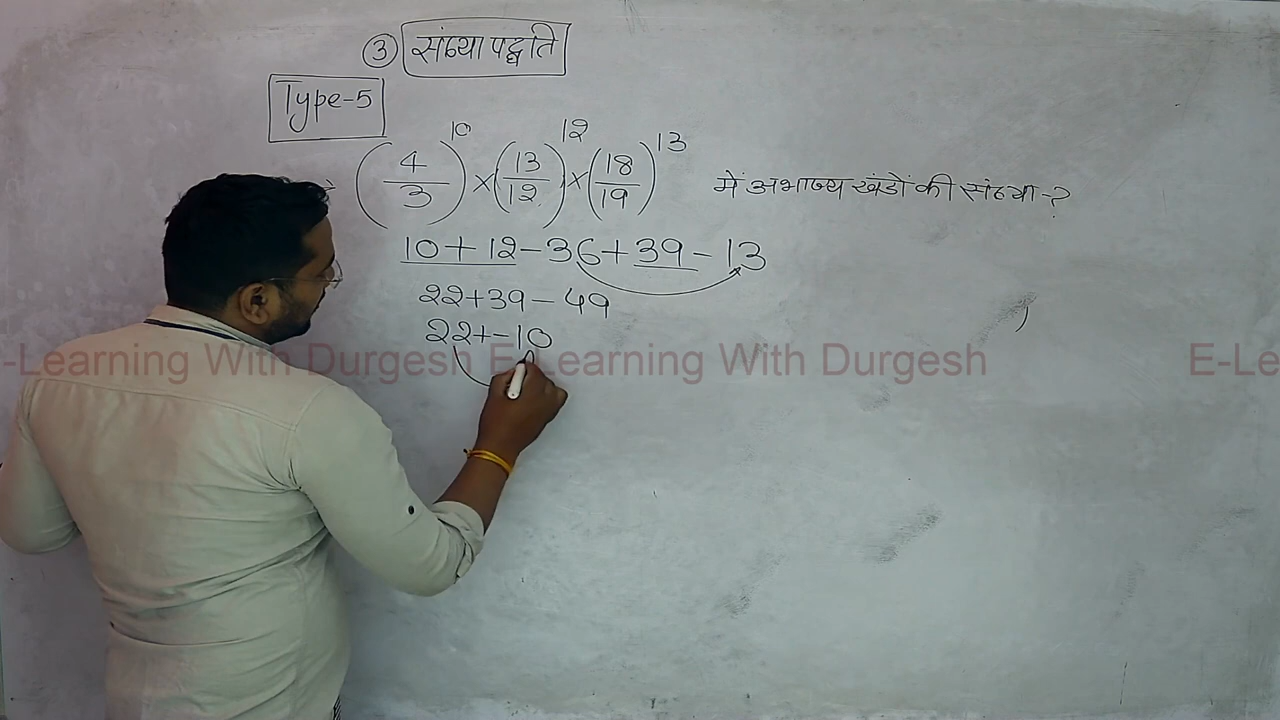 ③ संख्या पद्धति
Type-5
(4/3)^10 × (13/12)^12 × (18/19)^13 में अभाज्य खंडों की संख्या - ?
10 + 12 - 36 + 39 - 13
22 + 39 - 49
22 + - 10
E-Learning With Durgesh E-Learning With Durgesh E-Le